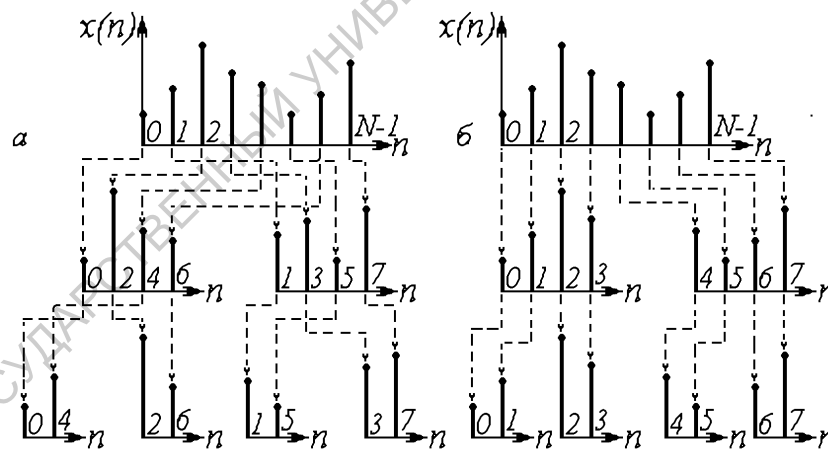 x(n)
x(n)
а
0 1 2 N-1 n
б
0 1 2 N-1 n
0 2 4 6 n
1 3 5 7 n
0 1 2 3 n
4 5 6 7
0 4 n
2 6 n
1 5 n
3 7 n
0 1 n
2 3 n
4 5 n
6 7
СУДАРСТВЕННЫЙ УНИВЕ